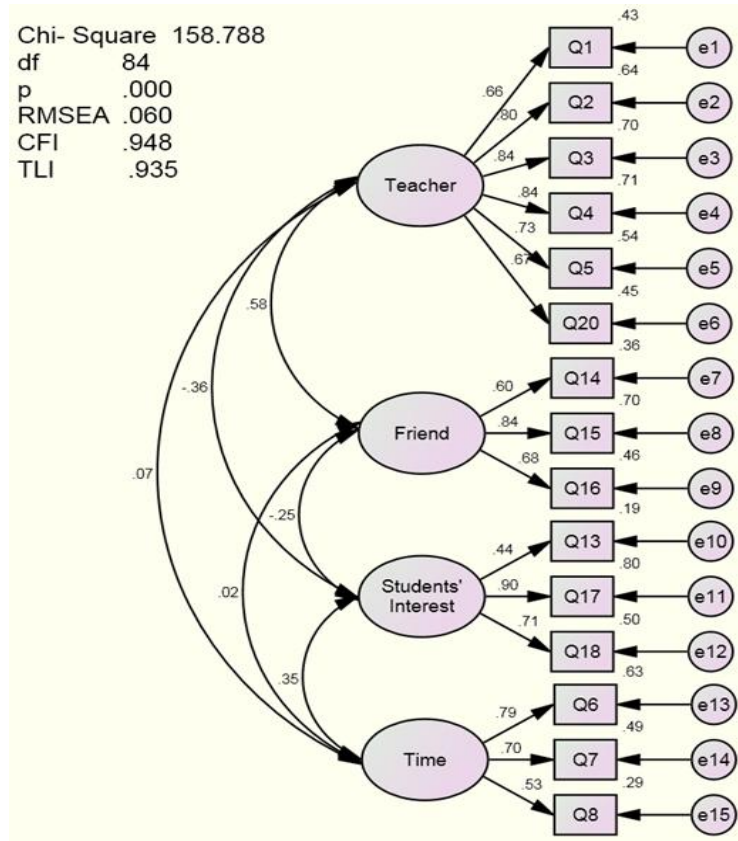 Chi- Square 158.788
df 84
p .000
RMSEA .060
CFI .948
TLI .935
.43
Q1
e1
.64
.66
Q2
e2
.80
.70
Q3
e3
.84
.71
Teacher
Q4
e4
.84
.54
.73
Q5
e5
.67
.45
Q20
e6
.58
.36
Q14
e7
.60
.70
-.36
Friend
.84
Q15
e8
.46
.68
Q16
e9
.07
.19
-.25
Q13
e10
.44
.80
Students'
Interest
.90
Q17
e11
.02
.50
.71
Q18
e12
.63
.35
Q6
e13
.79
.49
Time
.70
Q7
e14
.29
.53
Q8
e15